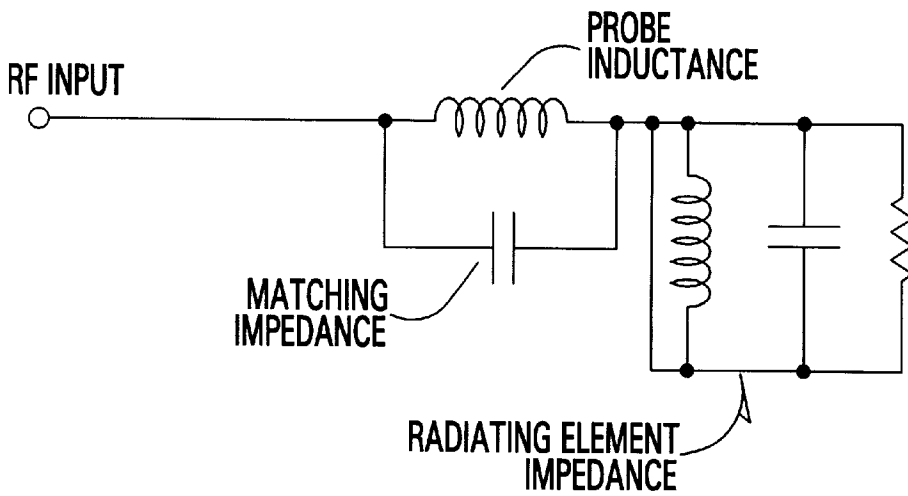 PROBE
INDUCTANCE
RF INPUT
MATCHING
IMPEDANCE
RADIATING ELEMENT
IMPEDANCE